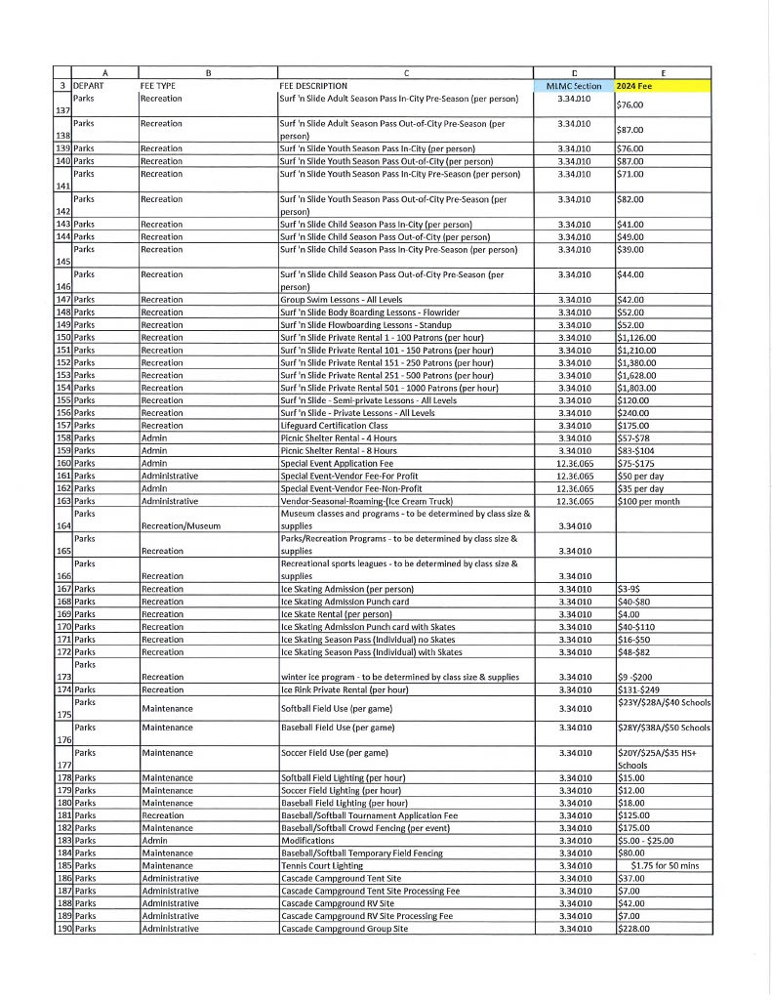 A B C D E
3 DEPART FEE TYPE FEE DESCRIPTION MLMC Section 2024 Fee
137 Parks Recreation Surf 'n Slide Adult Season Pass In-City Pre-Season (per person) 3.34.010 $76.00
138 Parks Recreation Surf 'n Slide Adult Season Pass Out-of-City Pre-Season (per
person) 3.34.010 $87.00
139 Parks Recreation Surf 'n Slide Youth Season Pass In-City (per person) 3.34.010 $76.00
140 Parks Recreation Surf 'n Slide Youth Season Pass Out-of-City (per person) 3.34.010 $87.00
141 Parks Recreation Surf 'n Slide Youth Season Pass In-City Pre-Season (per person) 3.34.010 $71.00
142 Parks Recreation Surf 'n Slide Youth Season Pass Out-of-City Pre-Season (per
person) 3.34.010 $82.00
143 Parks Recreation Surf 'n Slide Child Season Pass In-City (per person) 3.34.010 $41.00
144 Parks Recreation Surf 'n Slide Child Season Pass Out-of-City (per person) 3.34.010 $49.00
145 Parks Recreation Surf 'n Slide Child Season Pass In-City Pre-Season (per person) 3.34.010 $39.00
146 Parks Recreation Surf 'n Slide Child Season Pass Out-of-City Pre-Season (per
person) 3.34.010 $44.00
147 Parks Recreation Group Swim Lessons - All Levels 3.34.010 $42.00
148 Parks Recreation Surf 'n Slide Body Boarding Lessons - Flowrider 3.34.010 $52.00
149 Parks Recreation Surf 'n Slide Flowboarding Lessons - Standup 3.34.010 $52.00
150 Parks Recreation Surf 'n Slide Private Rental 1 - 100 Patrons (per hour) 3.34.010 $1,126.00
151 Parks Recreation Surf 'n Slide Private Rental 101 - 150 Patrons (per hour) 3.34.010 $1,210.00
152 Parks Recreation Surf 'n Slide Private Rental 151 - 250 Patrons (per hour) 3.34.010 $1,380.00
153 Parks Recreation Surf 'n Slide Private Rental 251 - 500 Patrons (per hour) 3.34.010 $1,628.00
154 Parks Recreation Surf 'n Slide Private Rental 501 - 1000 Patrons (per hour) 3.34.010 $1,803.00
155 Parks Recreation Surf 'n Slide - Semi-private Lessons - All Levels 3.34.010 $120.00
156 Parks Recreation Surf 'n Slide - Private Lessons - All Levels 3.34.010 $240.00
157 Parks Recreation Lifeguard Certification Class 3.34.010 $175.00
158 Parks Admin Picnic Shelter Rental - 4 Hours 3.34.010 $57-$78
159 Parks Admin Picnic Shelter Rental - 8 Hours 3.34.010 $83-$104
160 Parks Admin Special Event Application Fee 12.36.065 $75-$175
161 Parks Administrative Special Event-Vendor Fee-For Profit 12.36.065 $50 per day
162 Parks Admin Special Event-Vendor Fee-Non-Profit 12.36.065 $35 per day
163 Parks Administrative Vendor-Seasonal-Roaming-(Ice Cream Truck) 12.36.065 $100 per month
164 Parks Recreation/Museum Museum classes and programs - to be determined by class size &
supplies 3.34.010
165 Parks Recreation Parks/Recreation Programs - to be determined by class size &
supplies 3.34.010
166 Parks Recreation Recreational sports leagues - to be determined by class size &
supplies 3.34.010
167 Parks Recreation Ice Skating Admission (per person) 3.34.010 $3-9$
168 Parks Recreation Ice Skating Admission Punch card 3.34.010 $40-$80
169 Parks Recreation Ice Skate Rental (per person) 3.34.010 $4.00
170 Parks Recreation Ice Skating Admission Punch card with Skates 3.34.010 $40-$110
171 Parks Recreation Ice Skating Season Pass (Individual) no Skates 3.34.010 $16-$50
172 Parks Recreation Ice Skating Season Pass (Individual) with Skates 3.34.010 $48-$82
173 Parks Recreation winter ice program - to be determined by class size & supplies 3.34.010 $9 -$200
174 Parks Recreation Ice Rink Private Rental (per hour) 3.34.010 $131-$249
175 Parks Maintenance Softball Field Use (per game) 3.34.010 $23Y/$28A/$40 Schools
176 Parks Maintenance Baseball Field Use (per game) 3.34.010 $28Y/$38A/$50 Schools
177 Parks Maintenance Soccer Field Use (per game) 3.34.010 $20Y/$25A/$35 HS+
Schools
178 Parks Maintenance Softball Field Lighting (per hour) 3.34.010 $15.00
179 Parks Maintenance Soccer Field Lighting (per hour) 3.34.010 $12.00
180 Parks Maintenance Baseball Field Lighting (per hour) 3.34.010 $18.00
181 Parks Recreation Baseball/Softball Tournament Application Fee 3.34.010 $125.00
182 Parks Maintenance Baseball/Softball Crowd Fencing (per event) 3.34.010 $175.00
183 Parks Admin Modifications 3.34.010 $5.00 - $25.00
184 Parks Maintenance Baseball/Softball Temporary Field Fencing 3.34.010 $80.00
185 Parks Maintenance Tennis Court Lighting 3.34.010 $1.75 for 50 mins
186 Parks Administrative Cascade Campground Tent Site 3.34.010 $37.00
187 Parks Administrative Cascade Campground Tent Site Processing Fee 3.34.010 $7.00
188 Parks Administrative Cascade Campground RV Site 3.34.010 $42.00
189 Parks Administrative Cascade Campground RV Site Processing Fee 3.34.010 $7.00
190 Parks Administrative Cascade Campground Group Site 3.34.010 $228.00